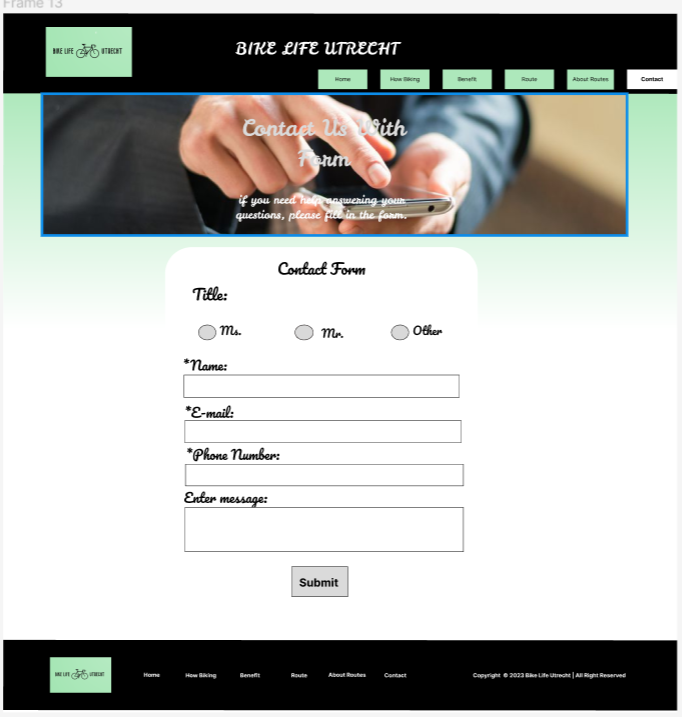 Frame 13
BIKE LIFE UTRECHT
BIKE LIFE UTRECHT
Home How Biking Benefit Route About Routes Contact
Contact Us With
Form
if you need help answering your
questions, please fill in the form.
Contact Form
Title:
Ms. Mr. Other
*Name:
*E-mail:
*Phone Number:
Enter message:
Submit
BIKE LIFE UTRECHT Home How Biking Benefit Route About Routes Contact Copyright © 2023 Bike Life Utrecht | All Right Reserved